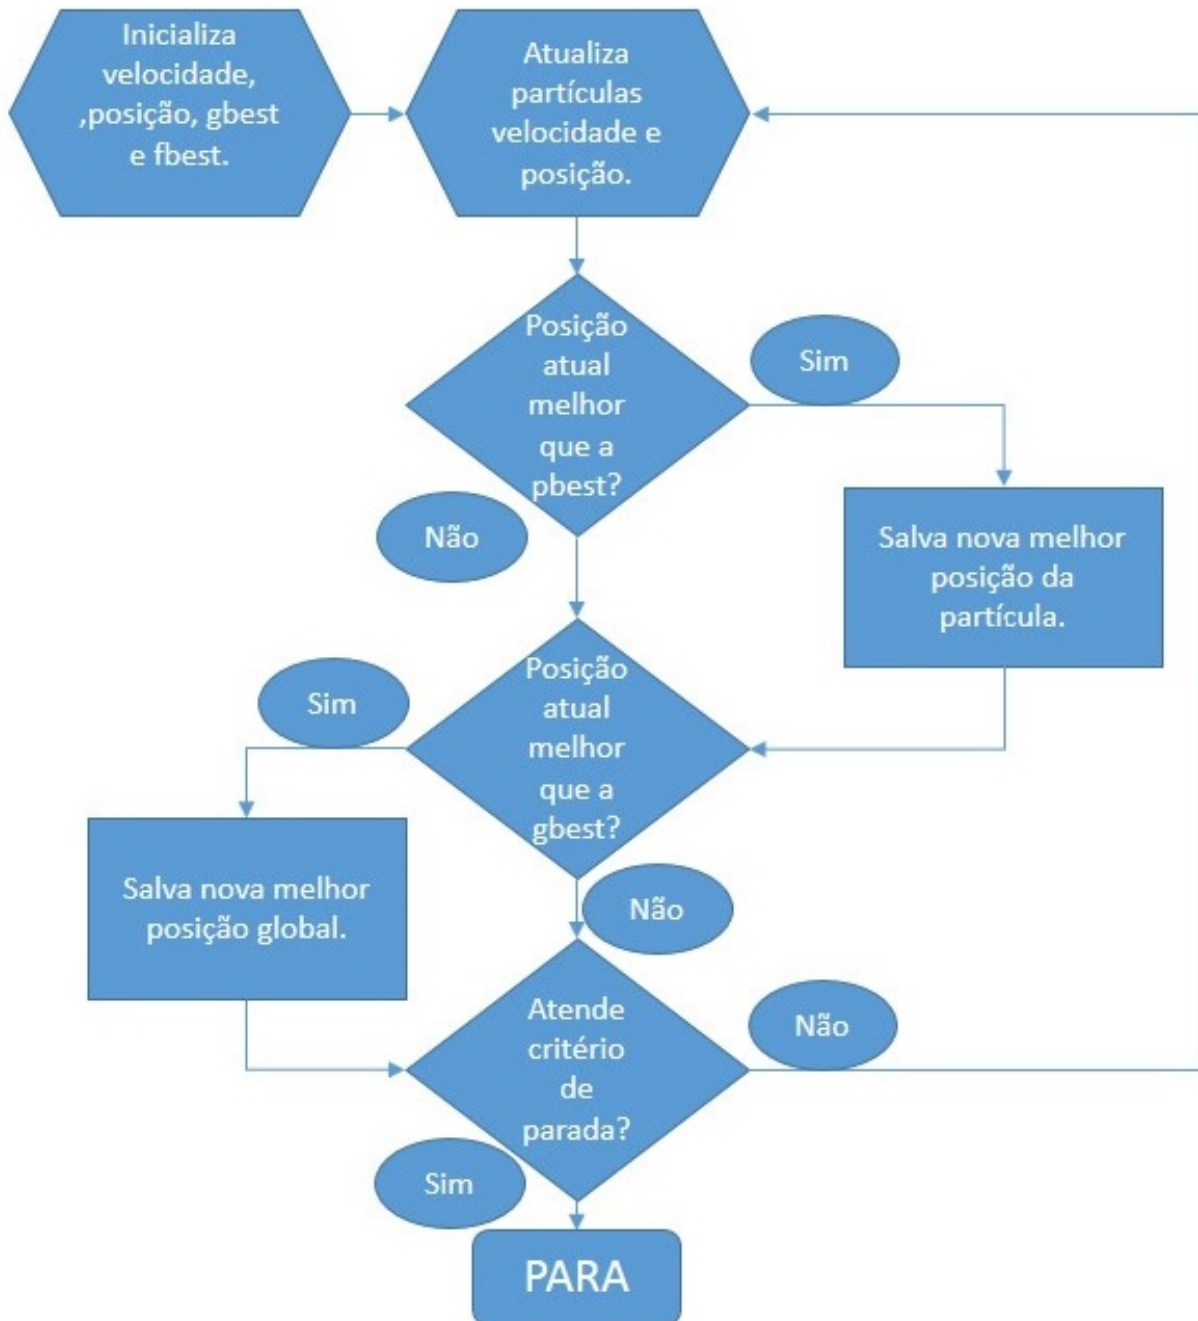 Inicializa
velocidade,
,posição, gbest
e fbest.
Atualiza
partículas
velocidade e
posição.
Posição
atual
melhor
que a
pbest?
Sim
Não
Salva nova melhor
posição da
partícula.
Posição
atual
melhor
que a
gbest?
Sim
Salva nova melhor
posição global.
Não
Atende
critério
de
parada?
Não
Sim
PARA